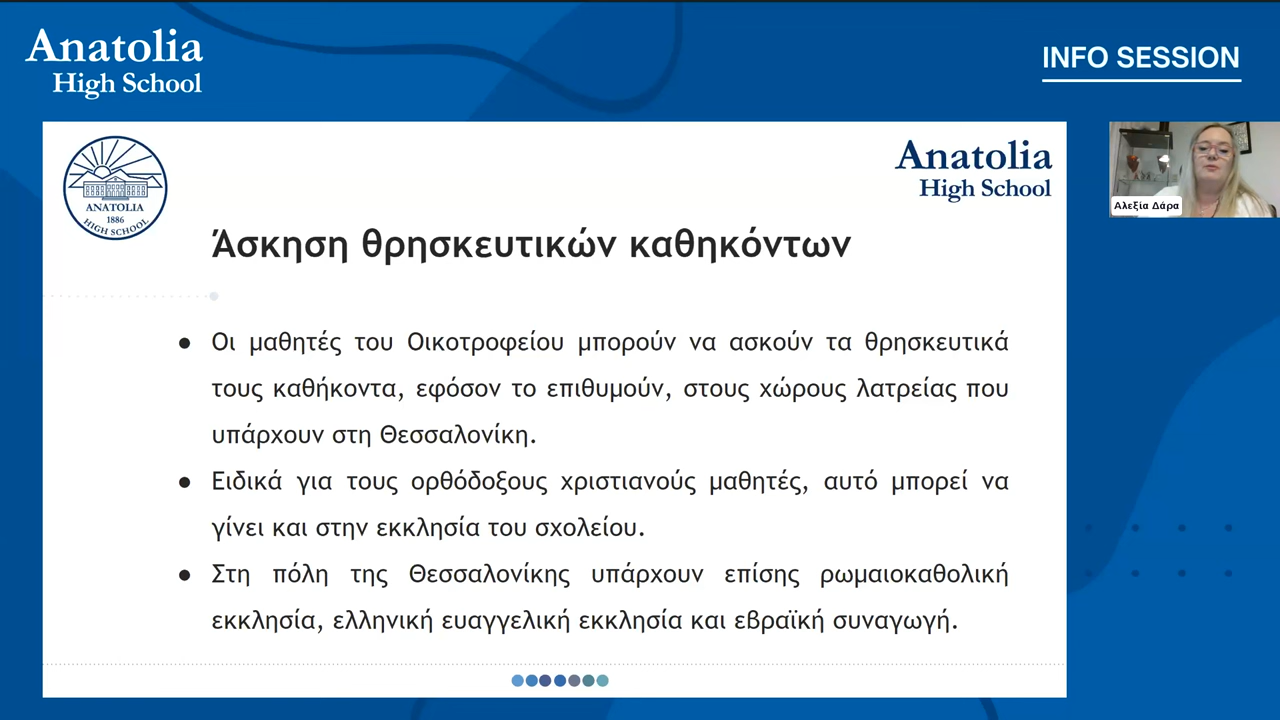 Anatolia
High School
INFO SESSION
Αλεξία Δάρα
ANATOLIA
1886
HIGH SCHOOL
Anatolia
High School
Άσκηση θρησκευτικών καθηκόντων
● Οι μαθητές του Οικοτροφείου μπορούν να ασκούν τα θρησκευτικά
τους καθήκοντα, εφόσον το επιθυμούν, στους χώρους λατρείας που
υπάρχουν στη Θεσσαλονίκη.
● Ειδικά για τους ορθόδοξους χριστιανούς μαθητές, αυτό μπορεί να
γίνει και στην εκκλησία του σχολείου.
● Στη πόλη της Θεσσαλονίκης υπάρχουν επίσης ρωμαιοκαθολική
εκκλησία, ελληνική ευαγγελική εκκλησία και εβραϊκή συναγωγή.